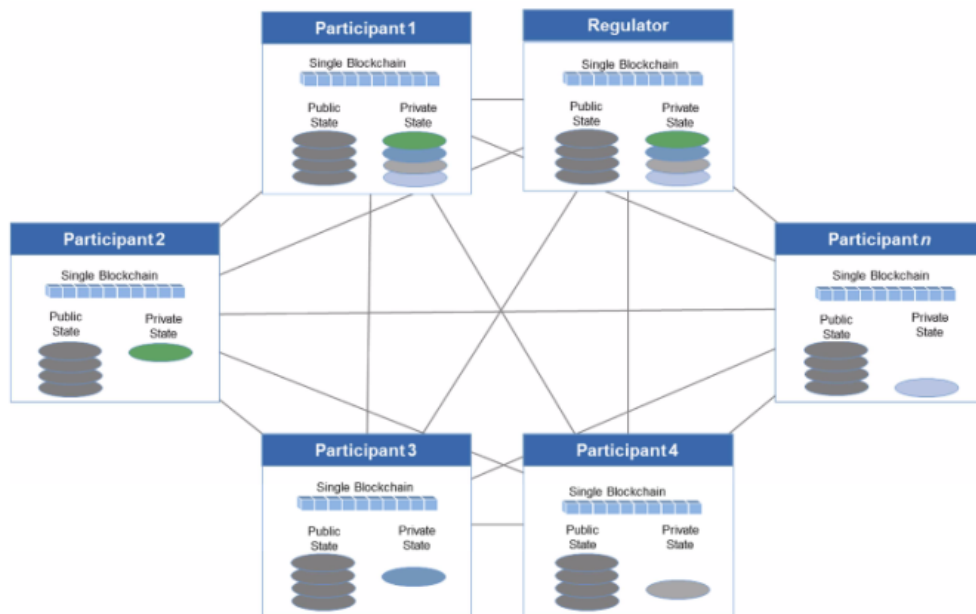 Participant 1
Single Blockchain
Public
State
Private
State
Regulator
Single Blockchain
Public
State
Private
State
Participant 2
Single Blockchain
Public
State
Private
State
Participant n
Single Blockchain
Public
State
Private
State
Participant 3
Single Blockchain
Public
State
Private
State
Participant 4
Single Blockchain
Public
State
Private
State